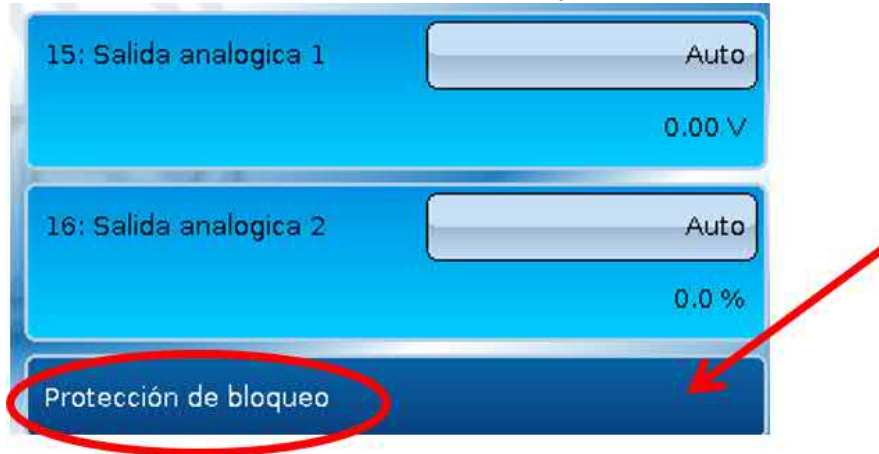 15: Salida analogica 1
Auto
0.00 V
16: Salida analogica 2
Auto
0.0 %
Protección de bloqueo